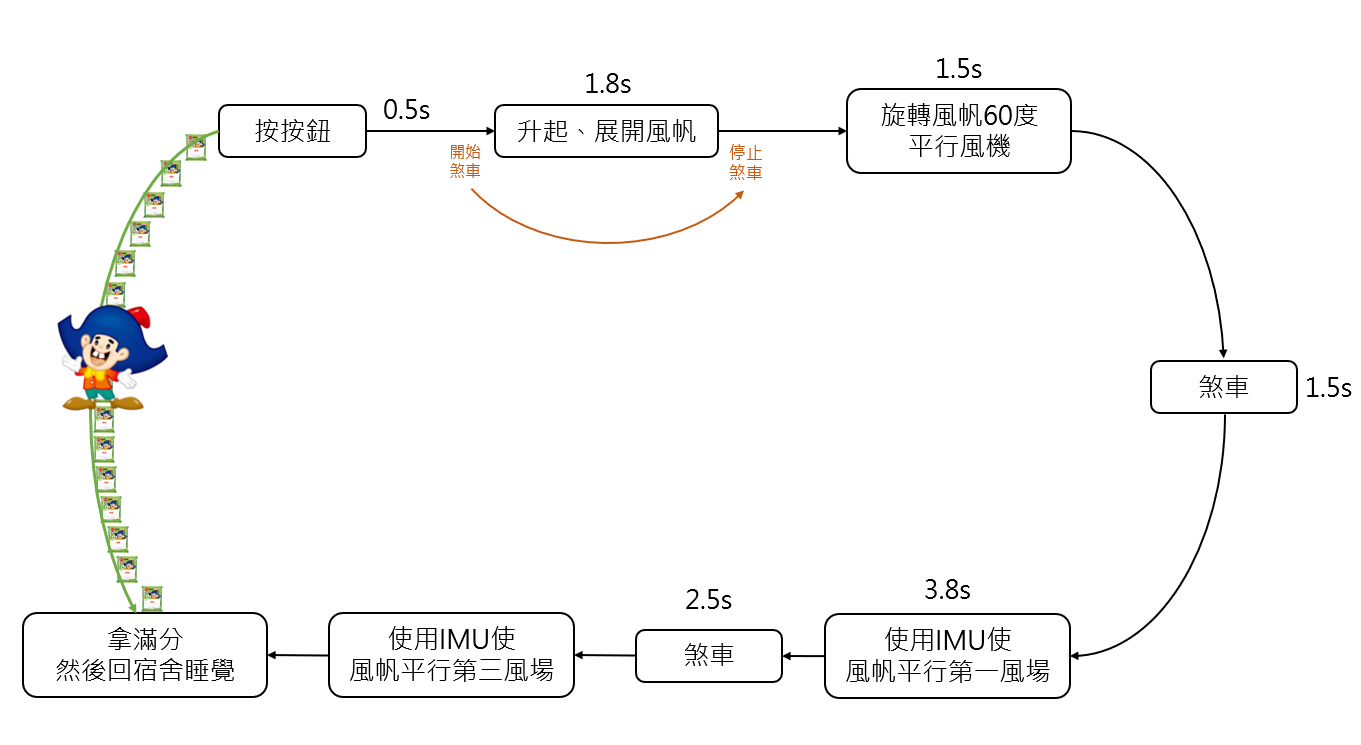 按按鈕
0.5s
1.8s
升起、展開風帆
開始
煞車
停止
煞車
1.5s
旋轉風帆60度
平行風機
煞車
1.5s
3.8s
使用IMU使
風帆平行第一風場
2.5s
煞車
使用IMU使
風帆平行第三風場
拿滿分
然後回宿舍睡覺